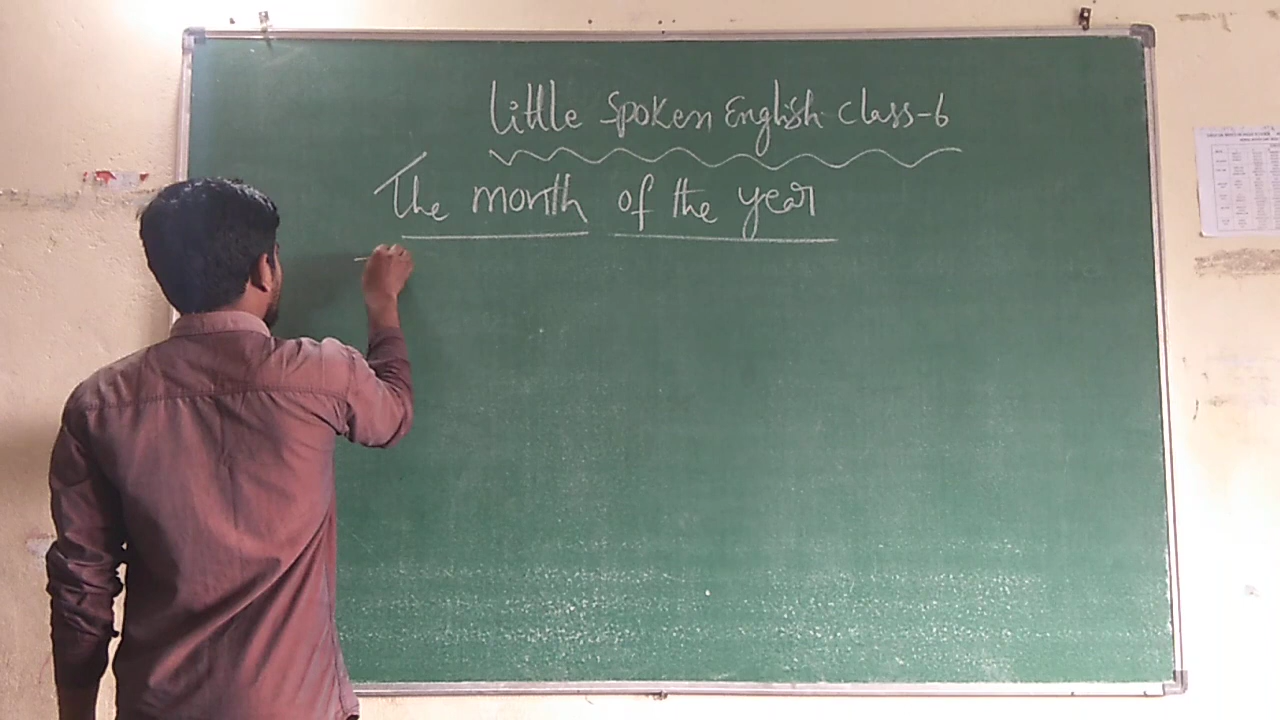 Little Spoken English class-6
The month of the year